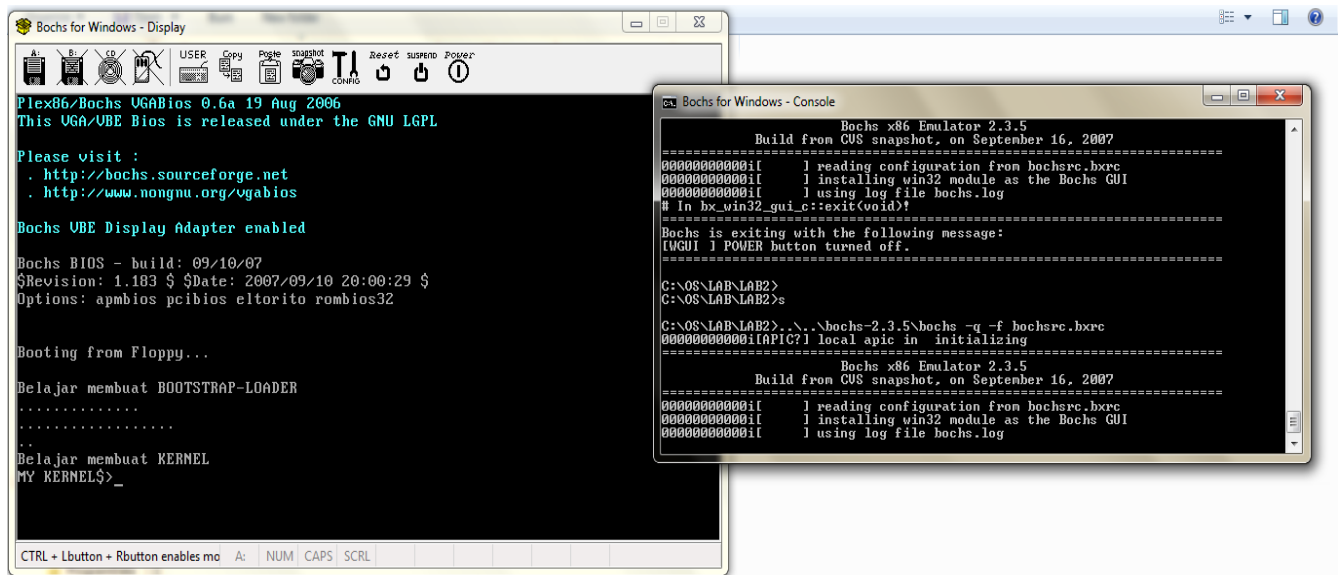 Bochs for Windows - Display
A: B: CD USER Copy Paste snapshot CONFIG Reset SUSPEND Power
Plex86/Bochs VGABios 0.6a 19 Aug 2006
This VGA/VBE Bios is released under the GNU LGPL
Please visit :
. http://bochs.sourceforge.net
. http://www.nongnu.org/vgabios
Bochs VBE Display Adapter enabled
Bochs BIOS - build: 09/10/07
$Revision: 1.183 $ $Date: 2007/09/10 20:00:29 $
Options: apmbios pcibios eltorito rombios32
Booting from Floppy...
Belajar membuat BOOTSTRAP-LOADER
..............
..................
..
Belajar membuat KERNEL
MY KERNEL$>_
CTRL + Lbutton + Rbutton enables mo A: NUM CAPS SCRL
Bochs for Windows - Console
Bochs x86 Emulator 2.3.5
Build from CVS snapshot, on September 16, 2007
========================================================================
00000000000i[     ] reading configuration from bochsrc.bxrc
00000000000i[     ] installing win32 module as the Bochs GUI
00000000000i[     ] using log file bochs.log
# In bx_win32_gui_c::exit(void)!
========================================================================
Bochs is exiting with the following message:
[WGUI ] POWER button turned off.
========================================================================
C:\OS\LAB\LAB2>
C:\OS\LAB\LAB2>s
C:\OS\LAB\LAB2>..\..\bochs-2.3.5\bochs -q -f bochsrc.bxrc
00000000000i[APIC?] local apic in  initializing
========================================================================
Bochs x86 Emulator 2.3.5
Build from CVS snapshot, on September 16, 2007
========================================================================
00000000000i[     ] reading configuration from bochsrc.bxrc
00000000000i[     ] installing win32 module as the Bochs GUI
00000000000i[     ] using log file bochs.log